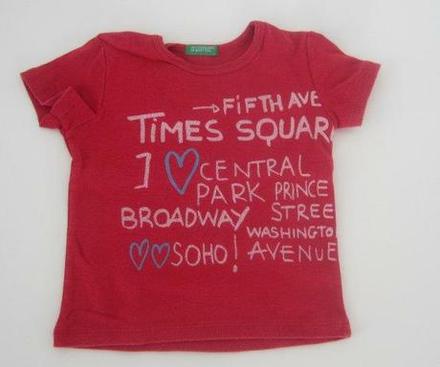 →FiFTH AVE
TiMES SQUAR
I ♡ CENTRAL
PARK PRINCE
BROADWAY STREE
WASHINGTO
♡♡SOHO! AVENUE